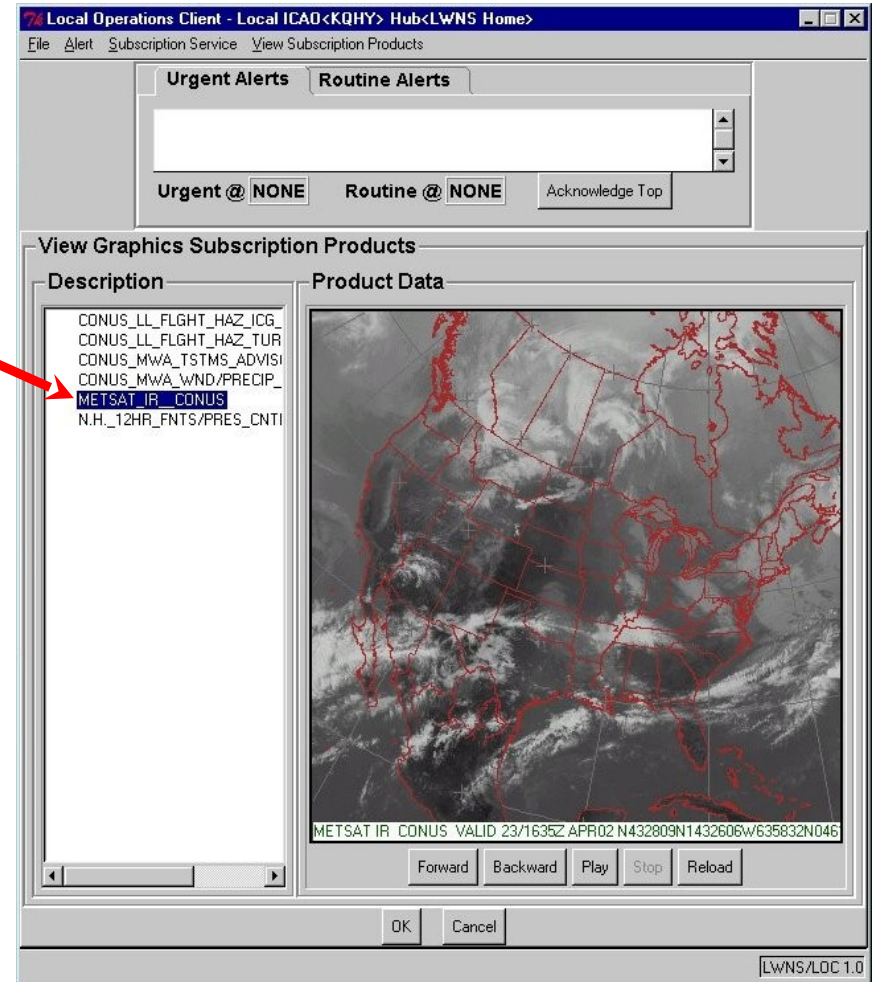 Local Operations Client - Local ICAO<KQHY> Hub<LWNS Home>
File Alert Subscription Service View Subscription Products
Urgent Alerts Routine Alerts
Urgent @ NONE Routine @ NONE Acknowledge Top
View Graphics Subscription Products
Description
CONUS_LL_FLGHT_HAZ_ICG_
CONUS_LL_FLGHT_HAZ_TUR
CONUS_MWA_TSTMS_ADVIS
CONUS_MWA_WND/PRECIP_
METSAT_IR__CONUS
N.H._12HR_FNTS/PRES_CNT
Product Data
METSAT IR CONUS VALID 23/1635Z APR02 N432809N1432606W635832N046
Forward Backward Play Stop Reload
OK Cancel
LWNS/LOC 1.0